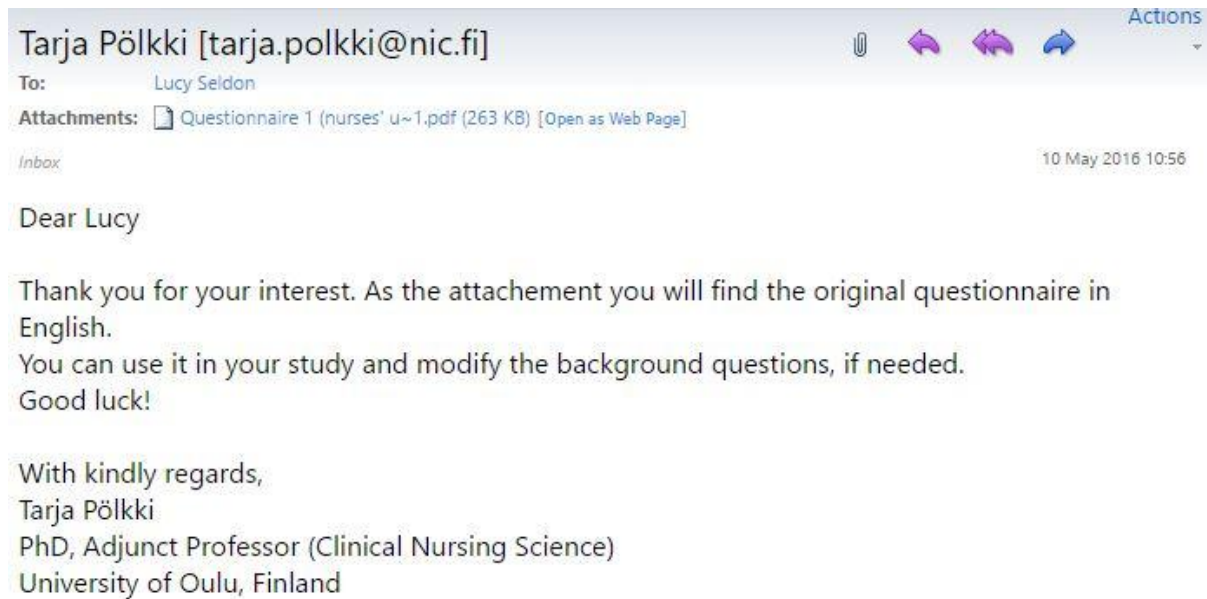 Actions
Tarja Pölkki [tarja.polkki@nic.fi]
To: Lucy Seldon
Attachments: Questionnaire 1 (nurses' u~1.pdf (263 KB) [Open as Web Page]
Inbox 10 May 2016 10:56
Dear Lucy
Thank you for your interest. As the attachement you will find the original questionnaire in
English.
You can use it in your study and modify the background questions, if needed.
Good luck!
With kindly regards,
Tarja Pölkki
PhD, Adjunct Professor (Clinical Nursing Science)
University of Oulu, Finland